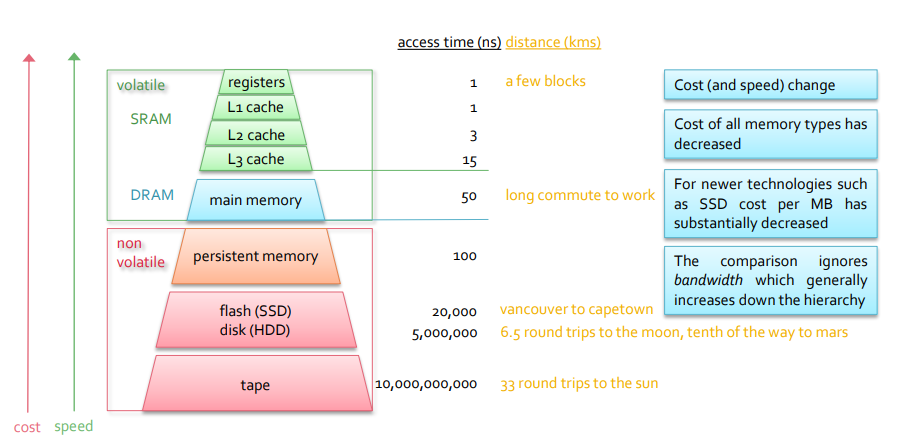 access time (ns) distance (kms)
volatile
registers
1
a few blocks
Cost (and speed) change
L1 cache
1
SRAM
L2 cache
3
Cost of all memory types has
decreased
L3 cache
15
DRAM
main memory
50
long commute to work
For newer technologies such
as SSD cost per MB has
substantially decreased
non
volatile
persistent memory
100
The comparison ignores
bandwidth which generally
increases down the hierarchy
flash (SSD)
20,000
vancouver to capetown
disk (HDD)
5,000,000
6.5 round trips to the moon, tenth of the way to mars
tape
10,000,000,000
33 round trips to the sun
cost
speed